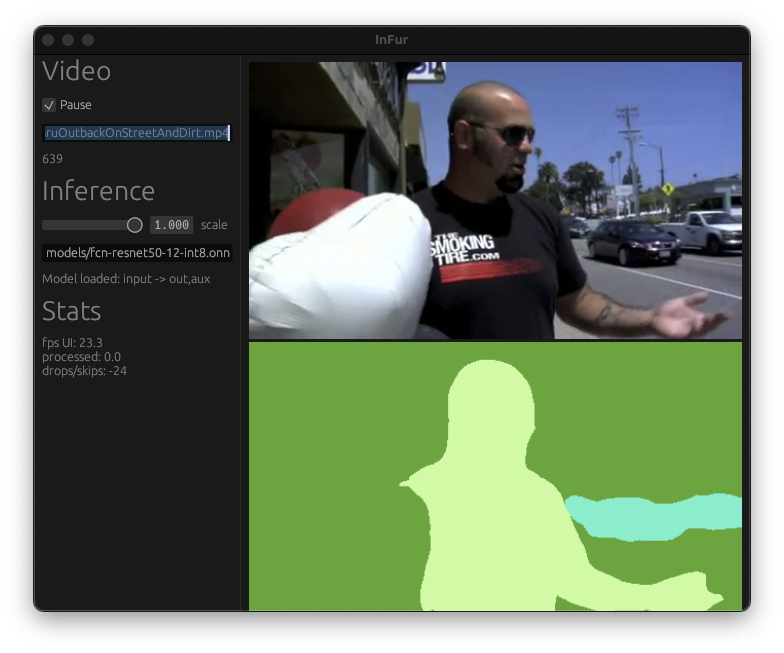 InFur
Video
Pause
ruOutbackOnStreetAndDirt.mp4
639
Inference
1.000 scale
models/fcn-resnet50-12-int8.onn
Model loaded: input -> out,aux
Stats
fps UI: 23.3
processed: 0.0
drops/skips: -24
THE
SMOKING
TIRE.COM